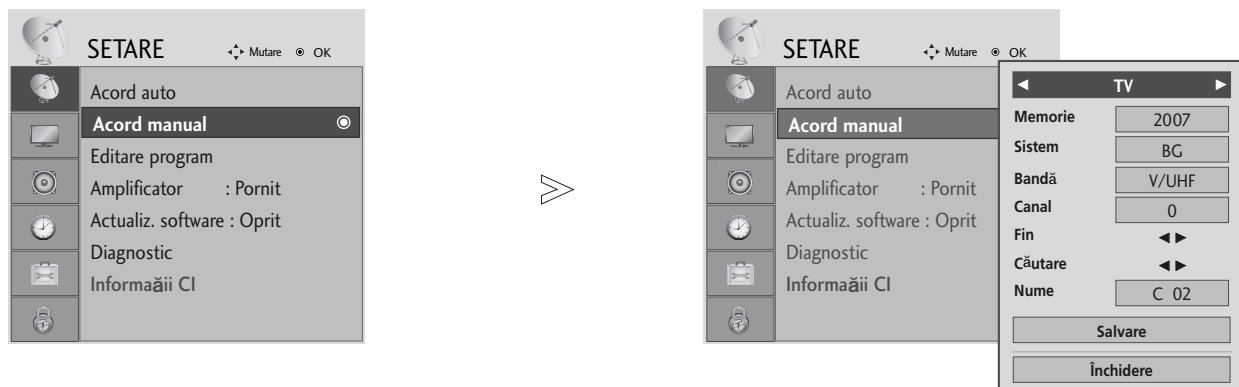 SETARE Mutare OK
Acord auto
Acord manual
Editare program
Amplificator : Pornit
Actualiz. software : Oprit
Diagnostic
Informaăii CI
SETARE Mutare OK
Acord auto
Acord manual
Editare program
Amplificator : Pornit
Actualiz. software : Oprit
Diagnostic
Informaăii CI
TV
Memorie 2007
Sistem BG
Bandă V/UHF
Canal 0
Fin
Căutare
Nume C 02
Salvare
Închidere